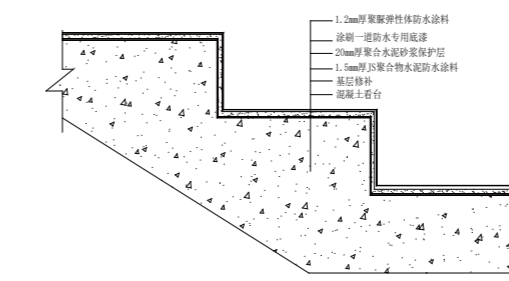 1.2mm厚聚脲弹性体防水涂料
涂刷一道防水专用底漆
20mm厚聚合水泥砂浆保护层
1.5mm厚JS聚合物水泥防水涂料
基层修补
混凝土看台